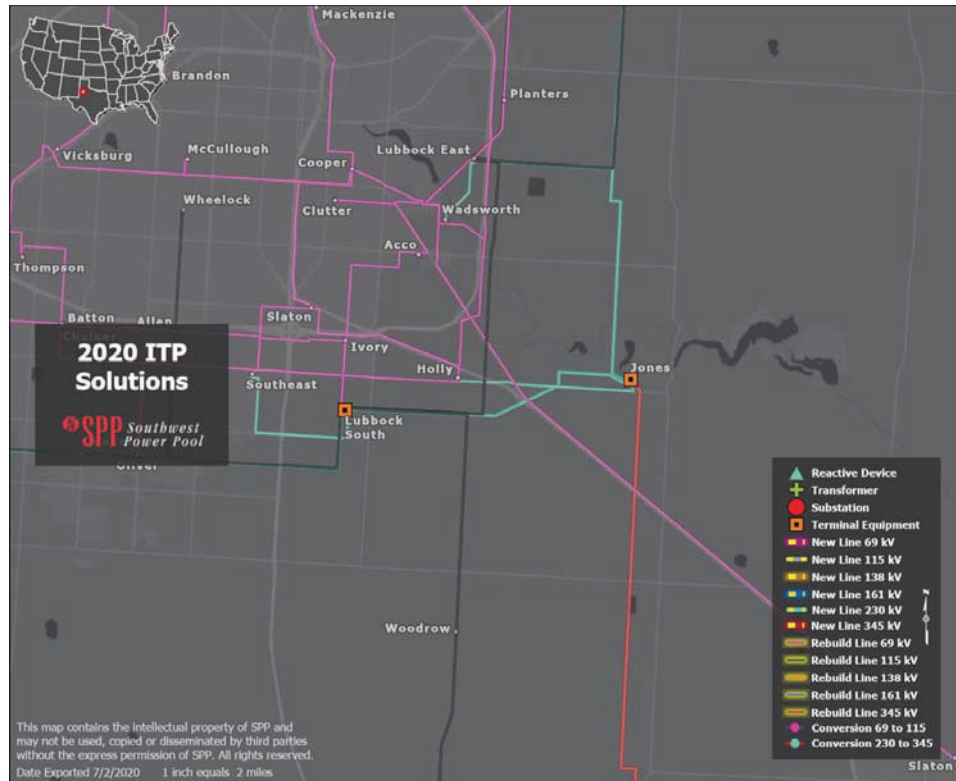 Mackenzie
Brandon
Planters
Vicksburg
McCullough
Lubbock East
Cooper
Wheelock
Clutter
Wadsworth
Acco
Thompson
Batton
Allen
Chalker
Slaton
Ivory
Holly
Jones
Southeast
2020 ITP
Solutions
SPP Southwest
Power Pool
Lubbock
South
Oliver
Woodrow
Reactive Device
Transformer
Substation
Terminal Equipment
New Line 69 kV
New Line 115 kV
New Line 138 kV
New Line 161 kV
New Line 230 kV
New Line 345 kV
Rebuild Line 69 kV
Rebuild Line 115 kV
Rebuild Line 138 kV
Rebuild Line 161 kV
Rebuild Line 345 kV
Conversion 69 to 115
Conversion 230 to 345
N
This map contains the intellectual property of SPP and
may not be used, copied or disseminated by third parties
without the express permission of SPP. All rights reserved.
Date Exported 7/2/2020 1 inch equals 2 miles
Slaton